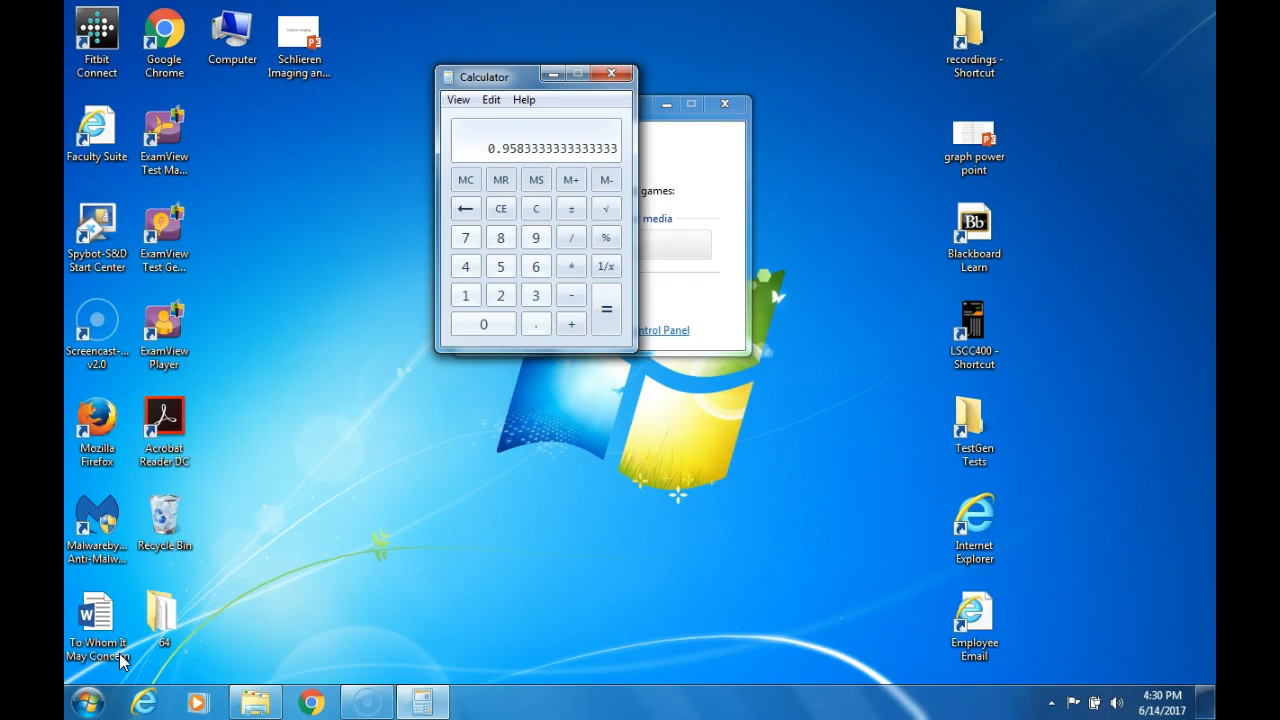 Fitbit
Connect
Google
Chrome
Computer
Schlieren
Imaging an...
recordings -
Shortcut
Faculty Suite
ExamView
Test Ma...
graph power
point
Spybot-S&D
Start Center
ExamView
Test Ge...
Bb
Blackboard
Learn
Screencast-...
v2.0
ExamView
Player
LSCC400 -
Shortcut
Mozilla
Firefox
Acrobat
Reader DC
TestGen
Tests
Malwareby...
Anti-Malw...
Recycle Bin
Internet
Explorer
To Whom It
May Concern
64
Employee
Email
Calculator
View Edit Help
0.9583333333333333
MC MR MS M+ M-
← CE C ± √
7 8 9 / %
4 5 6 * 1/x
1 2 3 - =
0 . +
games:
media
ntrol Panel
4:30 PM
6/14/2017